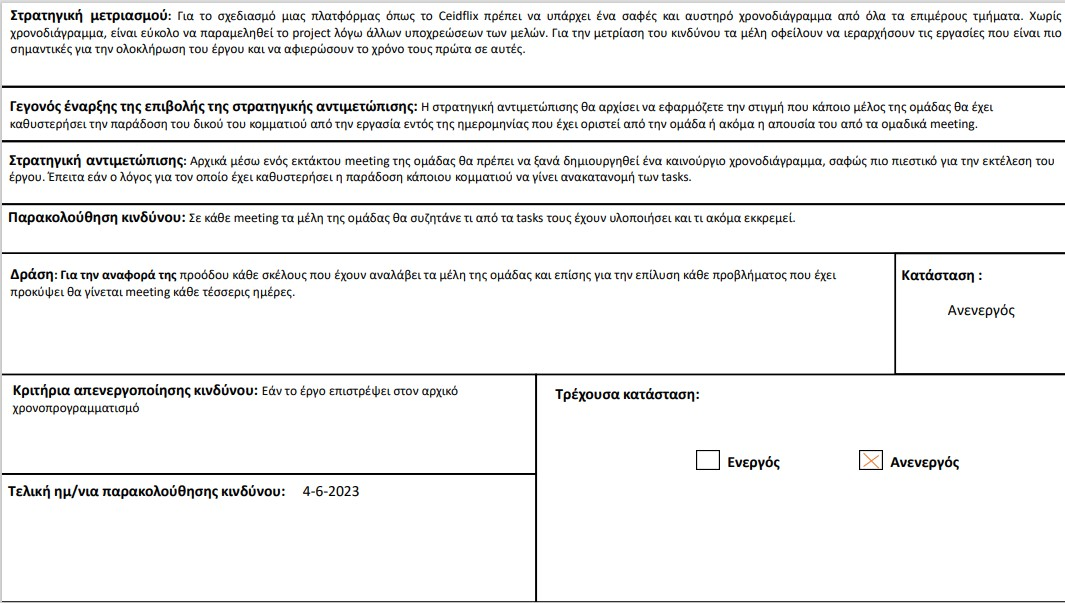 Στρατηγική μετριασμού: Για το σχεδιασμό μιας πλατφόρμας όπως το Ceidflix πρέπει να υπάρχει ένα σαφές και αυστηρό χρονοδιάγραμμα από όλα τα επιμέρους τμήματα. Χωρίς
χρονοδιάγραμμα, είναι εύκολο να παραμεληθεί το project λόγω άλλων υποχρεώσεων των μελών. Για την μετρίαση του κινδύνου τα μέλη οφείλουν να ιεραρχήσουν τις εργασίες που είναι πιο
σημαντικές για την ολοκλήρωση του έργου και να αφιερώσουν το χρόνο τους πρώτα σε αυτές.
Γεγονός έναρξης της επιβολής της στρατηγικής αντιμετώπισης: Η στρατηγική αντιμετώπισης θα αρχίσει να εφαρμόζετε την στιγμή που κάποιο μέλος της ομάδας θα έχει
καθυστερήσει την παράδοση του δικού του κομματιού από την εργασία εντός της ημερομηνίας που έχει οριστεί από την ομάδα ή ακόμα η απουσία του από τα ομαδικά meeting.
Στρατηγική αντιμετώπισης: Αρχικά μέσω ενός εκτάκτου meeting της ομάδας θα πρέπει να ξανά δημιουργηθεί ένα καινούργιο χρονοδιάγραμμα, σαφώς πιο πιεστικό για την εκτέλεση του
έργου. Έπειτα εάν ο λόγος για τον οποίο έχει καθυστερήσει η παράδοση κάποιου κομματιού να γίνει ανακατανομή των tasks.
Παρακολούθηση κινδύνου: Σε κάθε meeting τα μέλη της ομάδας θα συζητάνε τι από τα tasks τους έχουν υλοποιήσει και τι ακόμα εκκρεμεί.
Δράση: Για την αναφορά της προόδου κάθε σκέλους που έχουν αναλάβει τα μέλη της ομάδας και επίσης για την επίλυση κάθε προβλήματος που έχει
προκύψει θα γίνεται meeting κάθε τέσσερις ημέρες.
Κατάσταση :
Ανενεργός
Κριτήρια απενεργοποίησης κινδύνου: Εάν το έργο επιστρέψει στον αρχικό
χρονοπρογραμματισμό
Τρέχουσα κατάσταση:
Ενεργός
Ανενεργός
Τελική ημ/νια παρακολούθησης κινδύνου: 4-6-2023